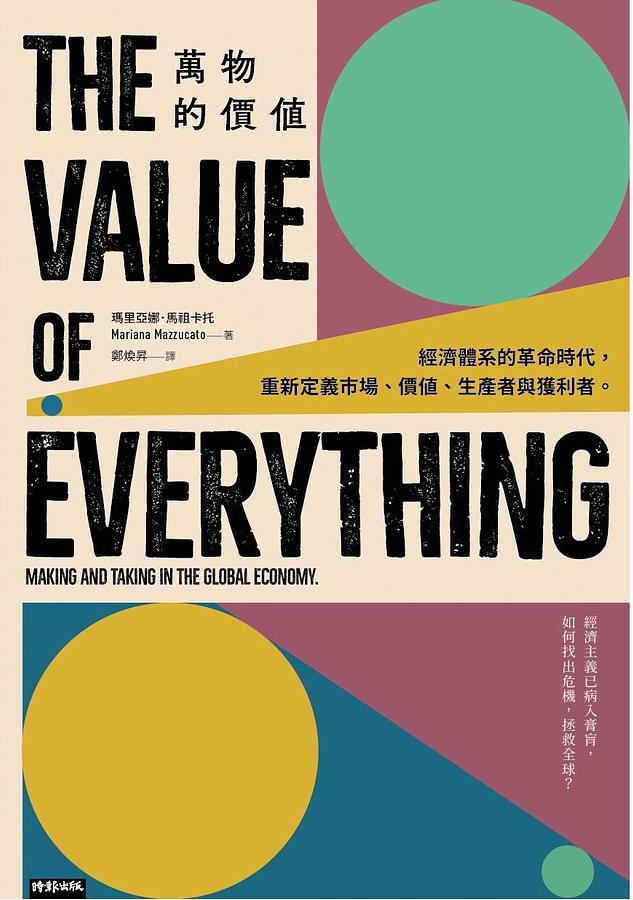 THE
萬物
的價值
VALUE
OF
瑪里亞娜·馬祖卡托
Mariana Mazzucato——著
鄭煥昇——譯
經濟體系的革命時代，
重新定義市場、價值、生產者與獲利者。
EVERYTHING
MAKING AND TAKING IN THE GLOBAL ECONOMY.
經濟主義已病入膏肓，
如何找出危機，拯救全球？
時報出版